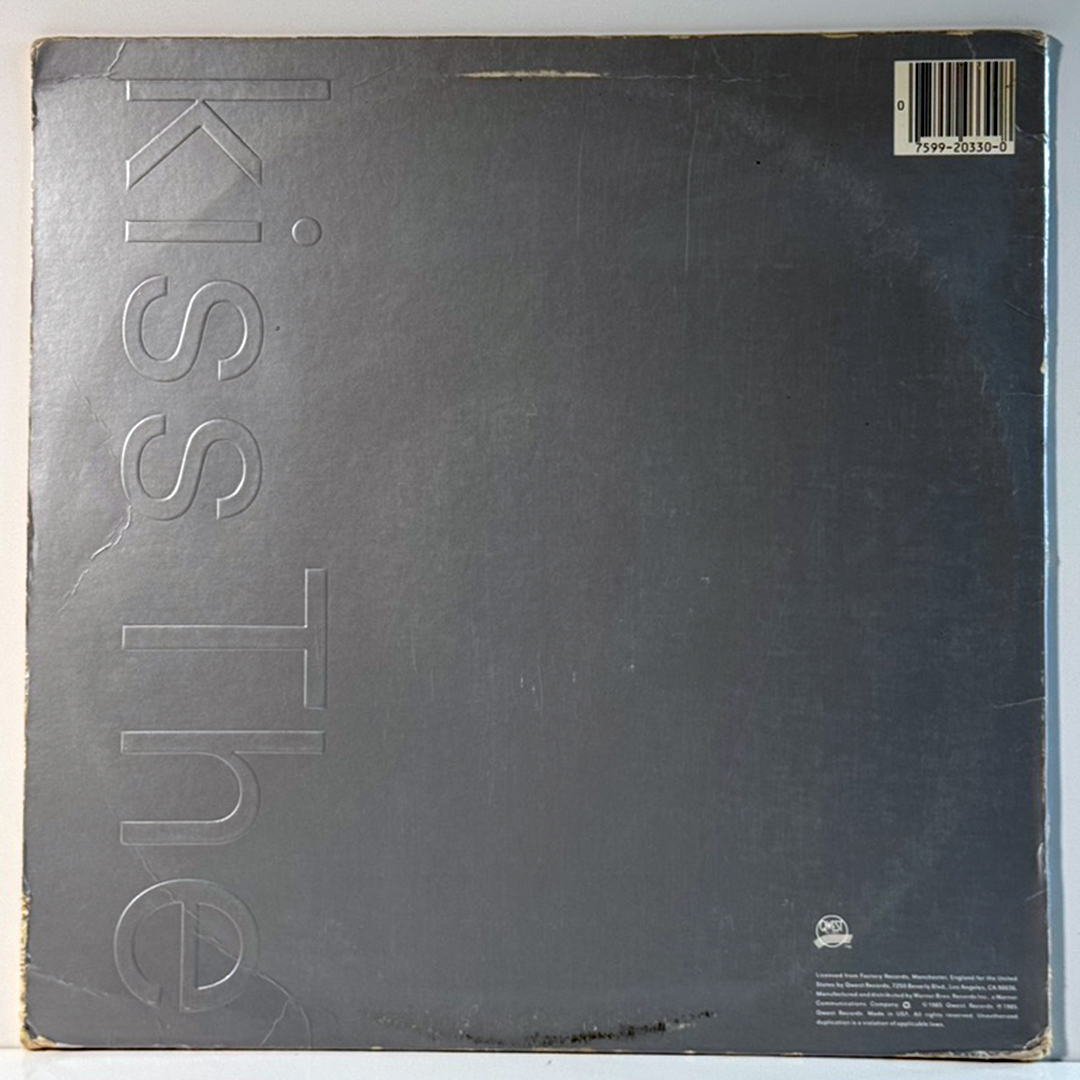 Kiss The
0
7599-20330-0
QWEST
Licensed from Factory Records, Manchester, England for the United
States by Qwest Records, 7250 Beverly Blvd., Los Angeles, CA 90036.
Manufactured and distributed by Warner Bros. Records Inc., a Warner
Communications Company. ©1985 Qwest Records. ℗ 1985
Qwest Records. Made in USA. All rights reserved. Unauthorized
duplication is a violation of applicable laws.